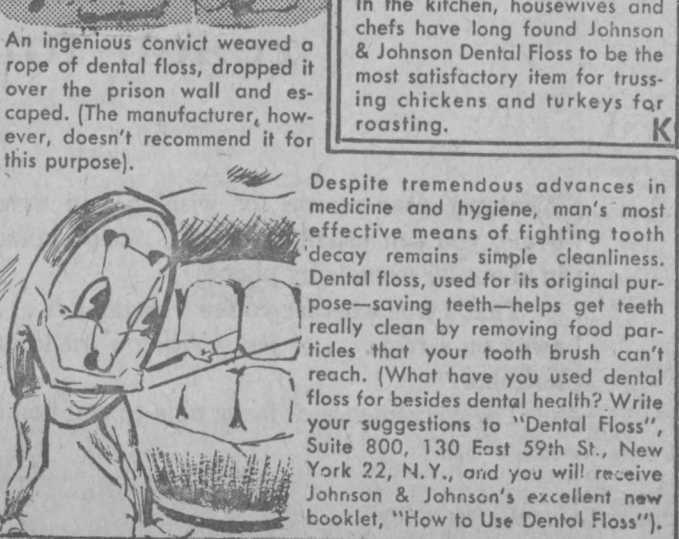 An ingenious convict weaved a
rope of dental floss, dropped it
over the prison wall and es-
caped. (The manufacturer, how-
ever, doesn't recommend it for
this purpose).
In the kitchen, housewives and
chefs have long found Johnson
& Johnson Dental Floss to be the
most satisfactory item for truss-
ing chickens and turkeys for
roasting.
K
Despite tremendous advances in
medicine and hygiene, man's most
effective means of fighting tooth
decay remains simple cleanliness.
Dental floss, used for its original pur-
pose—saving teeth—helps get teeth
really clean by removing food par-
ticles that your tooth brush can't
reach. (What have you used dental
floss for besides dental health? Write
your suggestions to "Dental Floss",
Suite 800, 130 East 59th St., New
York 22, N.Y., and you will receive
Johnson & Johnson's excellent new
booklet, "How to Use Dental Floss").